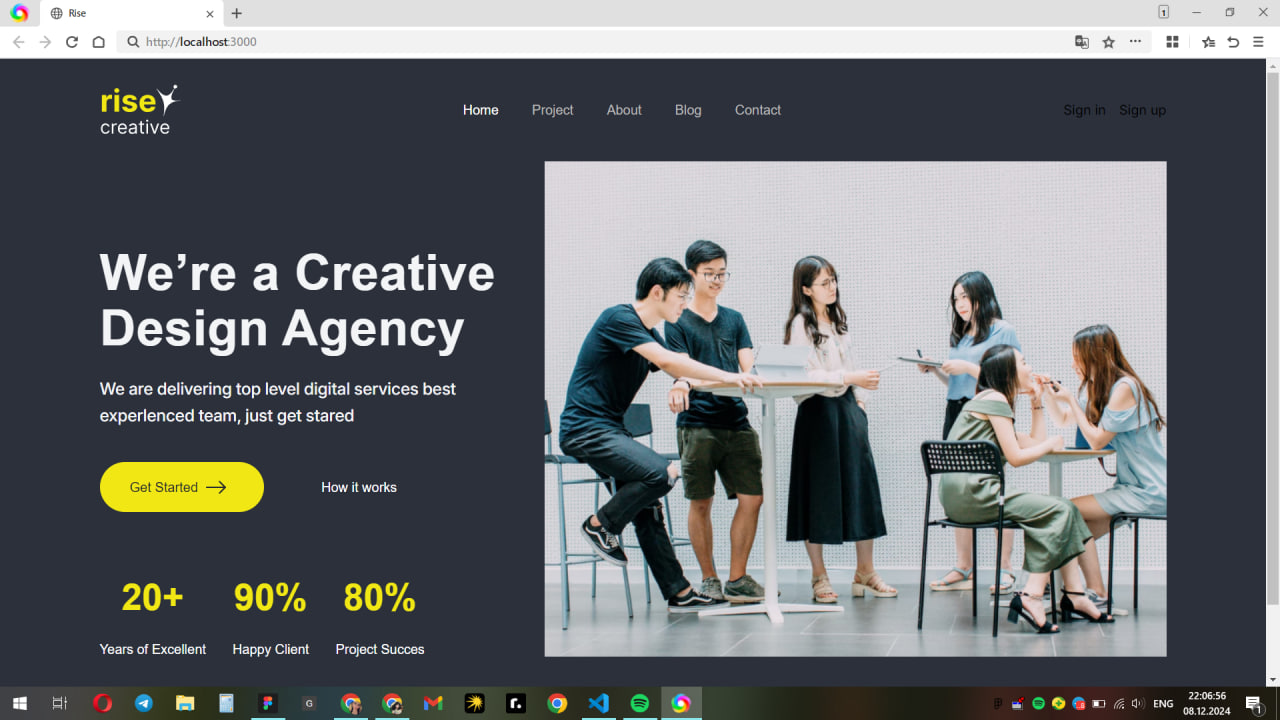 Rise
1
http://localhost:3000
rise
creative
Home Project About Blog Contact
Sign in Sign up
We’re a Creative
Design Agency
We are delivering top level digital services best
experlenced team, just get stared
Get Started How it works
20+ 90% 80%
Years of Excellent Happy Client Project Succes
G
r.
ENG
22:06:56
08.12.2024
1